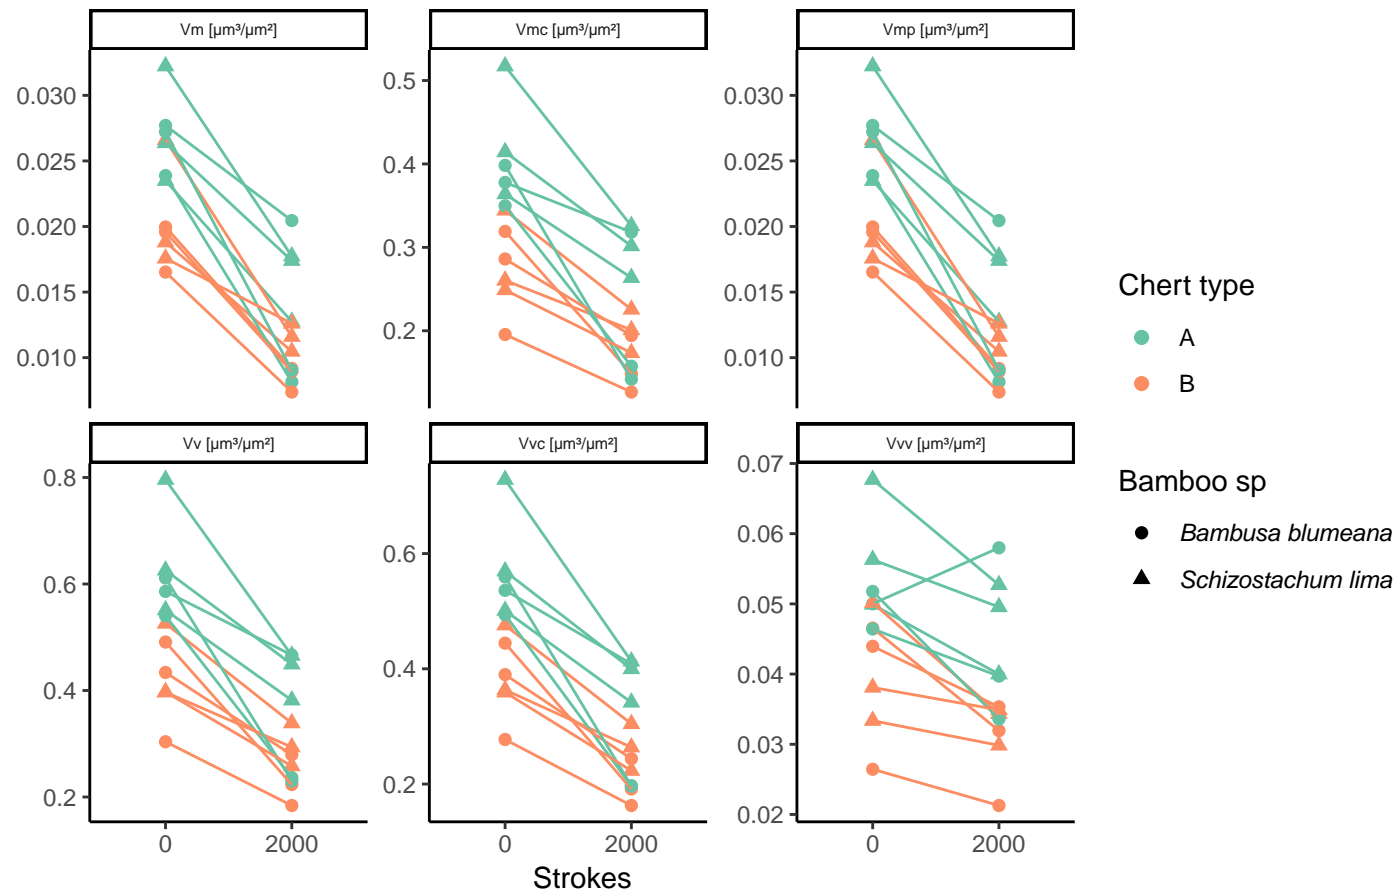 Vm [µm³/µm²]
Vmc [µm³/µm²]
Vmp [µm³/µm²]
0.030
0.025
0.020
0.015
0.010
0.5
0.4
0.3
0.2
0.030
0.025
0.020
0.015
0.010
Vv [µm³/µm²]
Vvc [µm³/µm²]
Vvv [µm³/µm²]
0.8
0.6
0.4
0.2
0.6
0.4
0.2
0.07
0.06
0.05
0.04
0.03
0.02
0 2000
0 2000
0 2000
Strokes
Chert type
A
B
Bamboo sp
Bambusa blumeana
Schizostachum lima